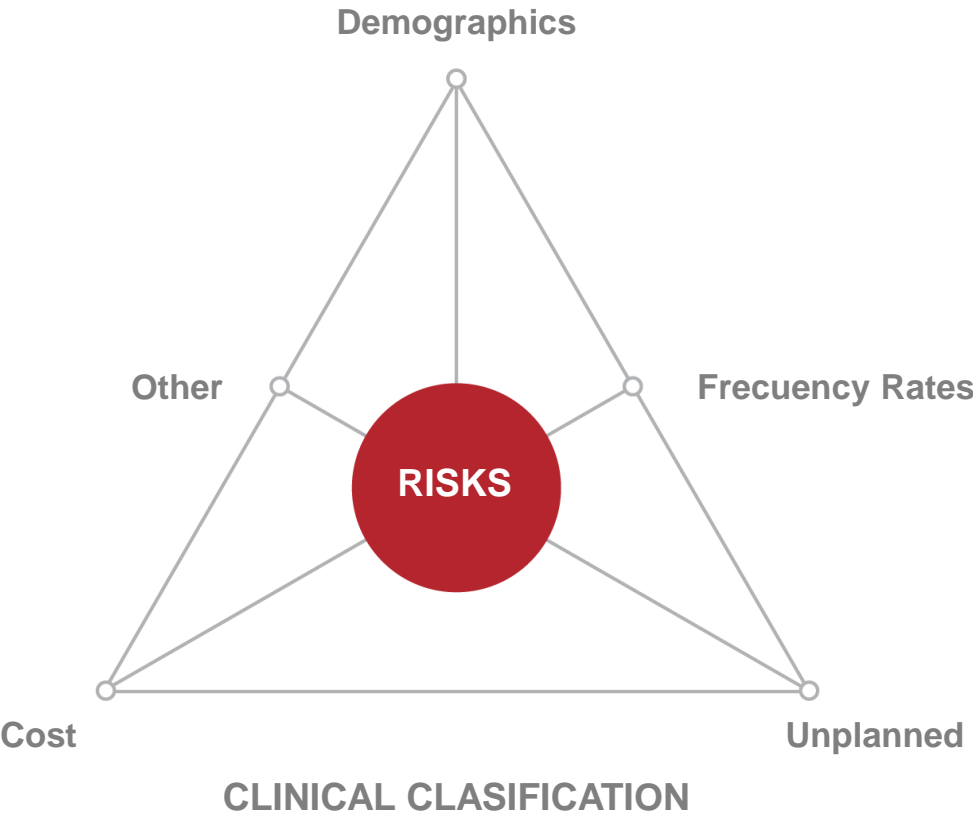 Demographics
Other
Frecuency Rates
RISKS
Cost
Unplanned
CLINICAL CLASIFICATION